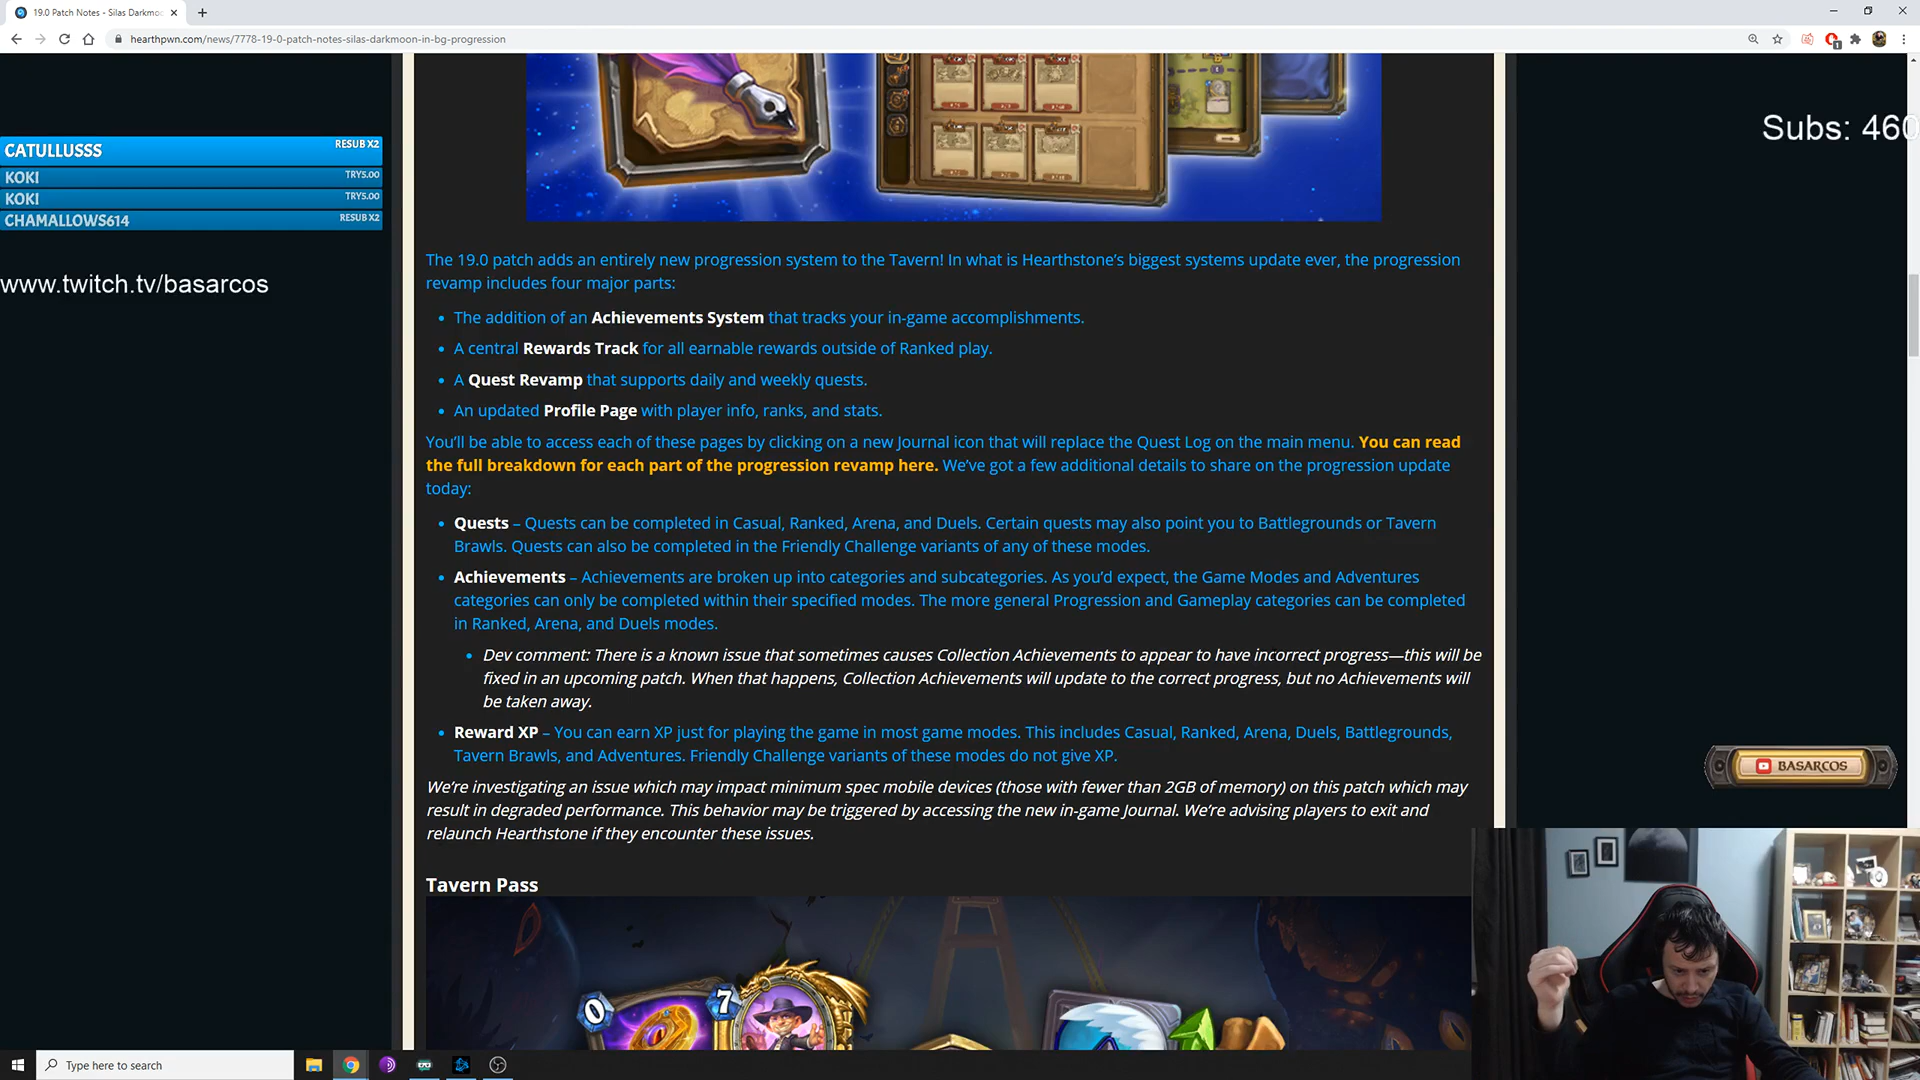 19.0 Patch Notes - Silas Darkmoo
hearthpwn.com/news/7778-19-0-patch-notes-silas-darkmoon-in-bg-progression
Subs: 460
CATULLUSSS RESUB X2
KOKI TRY5.00
KOKI TRY5.00
CHAMALLOWS614 RESUB X2
www.twitch.tv/basarcos
The 19.0 patch adds an entirely new progression system to the Tavern! In what is Hearthstone's biggest systems update ever, the progression
revamp includes four major parts:
The addition of an Achievements System that tracks your in-game accomplishments.
A central Rewards Track for all earnable rewards outside of Ranked play.
A Quest Revamp that supports daily and weekly quests.
An updated Profile Page with player info, ranks, and stats.
You'll be able to access each of these pages by clicking on a new Journal icon that will replace the Quest Log on the main menu. You can read
the full breakdown for each part of the progression revamp here. We've got a few additional details to share on the progression update
today:
Quests – Quests can be completed in Casual, Ranked, Arena, and Duels. Certain quests may also point you to Battlegrounds or Tavern
Brawls. Quests can also be completed in the Friendly Challenge variants of any of these modes.
Achievements – Achievements are broken up into categories and subcategories. As you'd expect, the Game Modes and Adventures
categories can only be completed within their specified modes. The more general Progression and Gameplay categories can be completed
in Ranked, Arena, and Duels modes.
Dev comment: There is a known issue that sometimes causes Collection Achievements to appear to have incorrect progress—this will be
fixed in an upcoming patch. When that happens, Collection Achievements will update to the correct progress, but no Achievements will
be taken away.
Reward XP – You can earn XP just for playing the game in most game modes. This includes Casual, Ranked, Arena, Duels, Battlegrounds,
Tavern Brawls, and Adventures. Friendly Challenge variants of these modes do not give XP.
BASARCOS
We're investigating an issue which may impact minimum spec mobile devices (those with fewer than 2GB of memory) on this patch which may
result in degraded performance. This behavior may be triggered by accessing the new in-game Journal. We're advising players to exit and
relaunch Hearthstone if they encounter these issues.
Tavern Pass
0 7
Type here to search